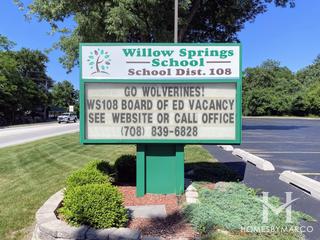 Willow Springs
School
School Dist. 108
GO WOLVERINES!
WS108 BOARD OF ED VACANCY
SEE WEBSITE OR CALL OFFICE
(708) 839-6828
HOMESBYMARCO